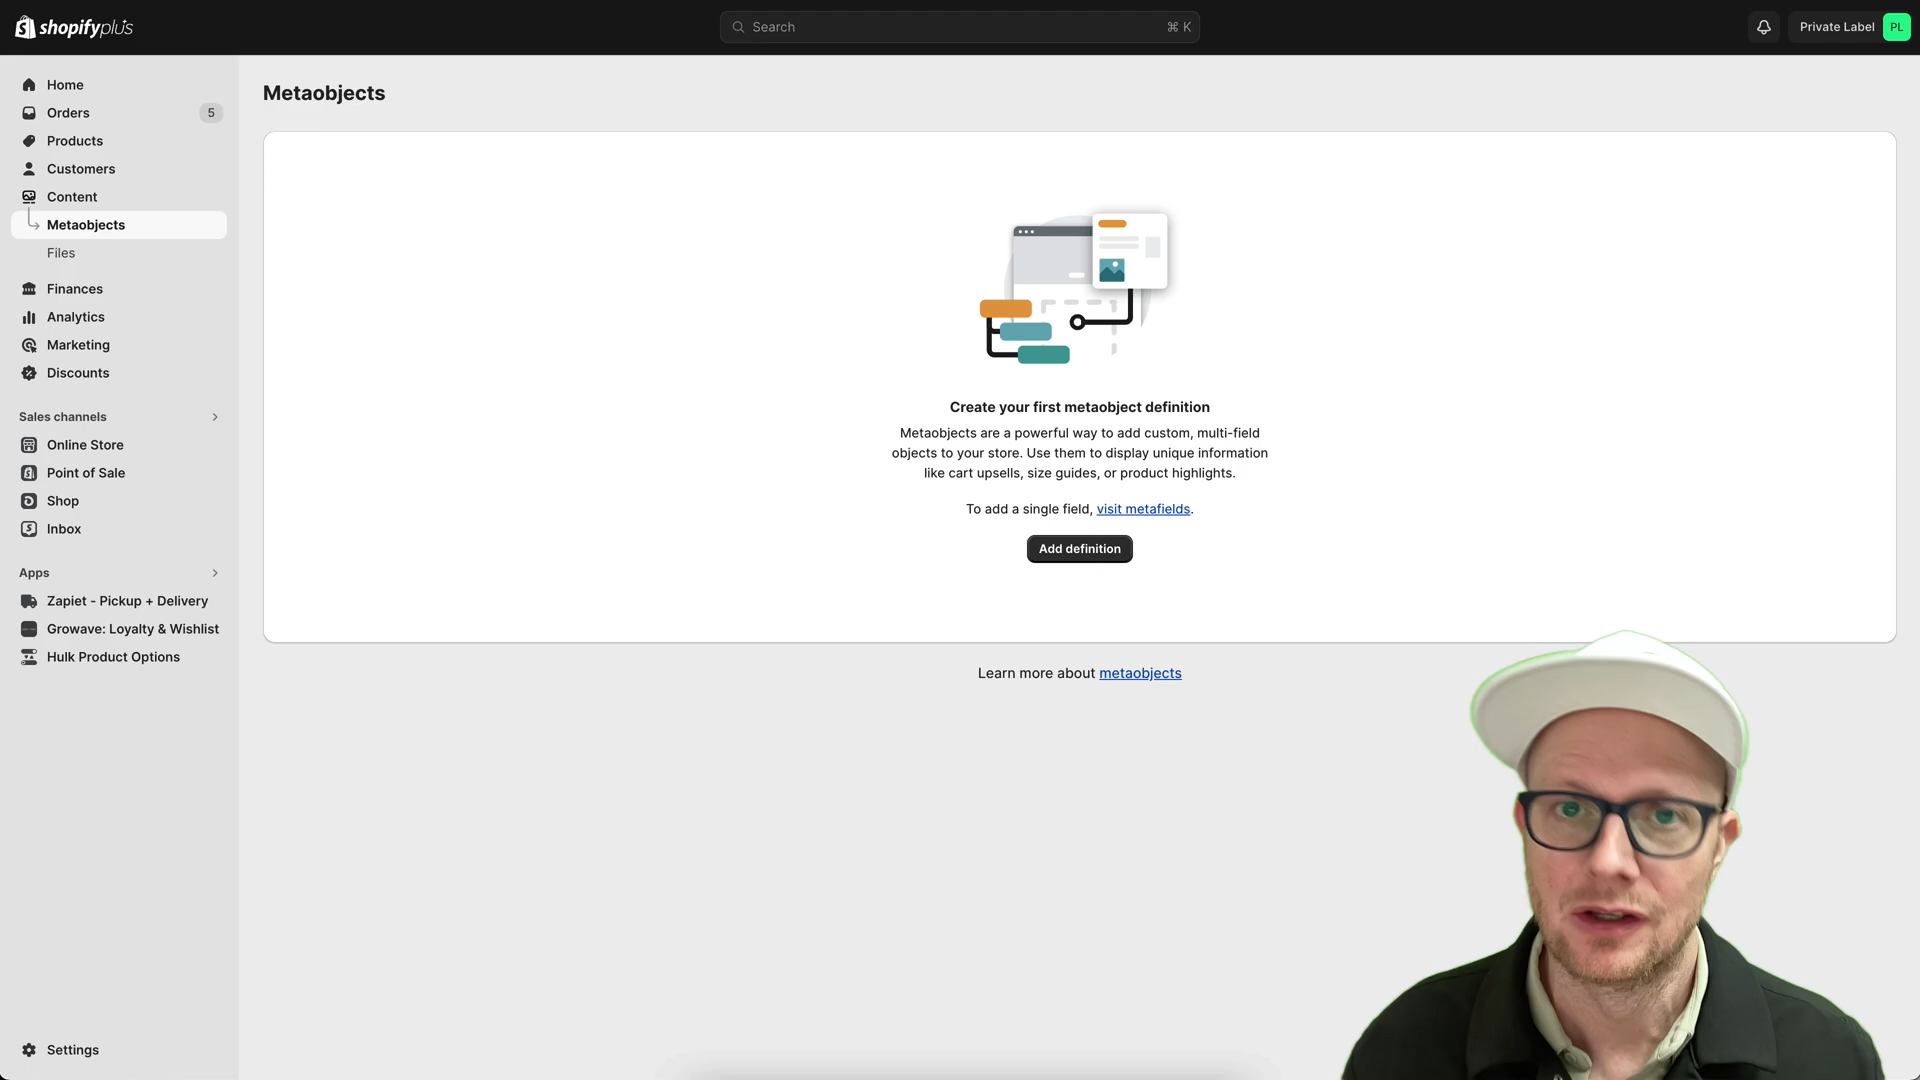 shopifyplus
Search
⌘ K
Private Label
PL
Home
Orders
5
Products
Customers
Content
Metaobjects
Files
Finances
Analytics
Marketing
Discounts
Sales channels
Online Store
Point of Sale
Shop
Inbox
Apps
Zapiet - Pickup + Delivery
Growave: Loyalty & Wishlist
Hulk Product Options
Settings
Metaobjects
Create your first metaobject definition
Metaobjects are a powerful way to add custom, multi-field
objects to your store. Use them to display unique information
like cart upsells, size guides, or product highlights.
To add a single field, visit metafields.
Add definition
Learn more about metaobjects